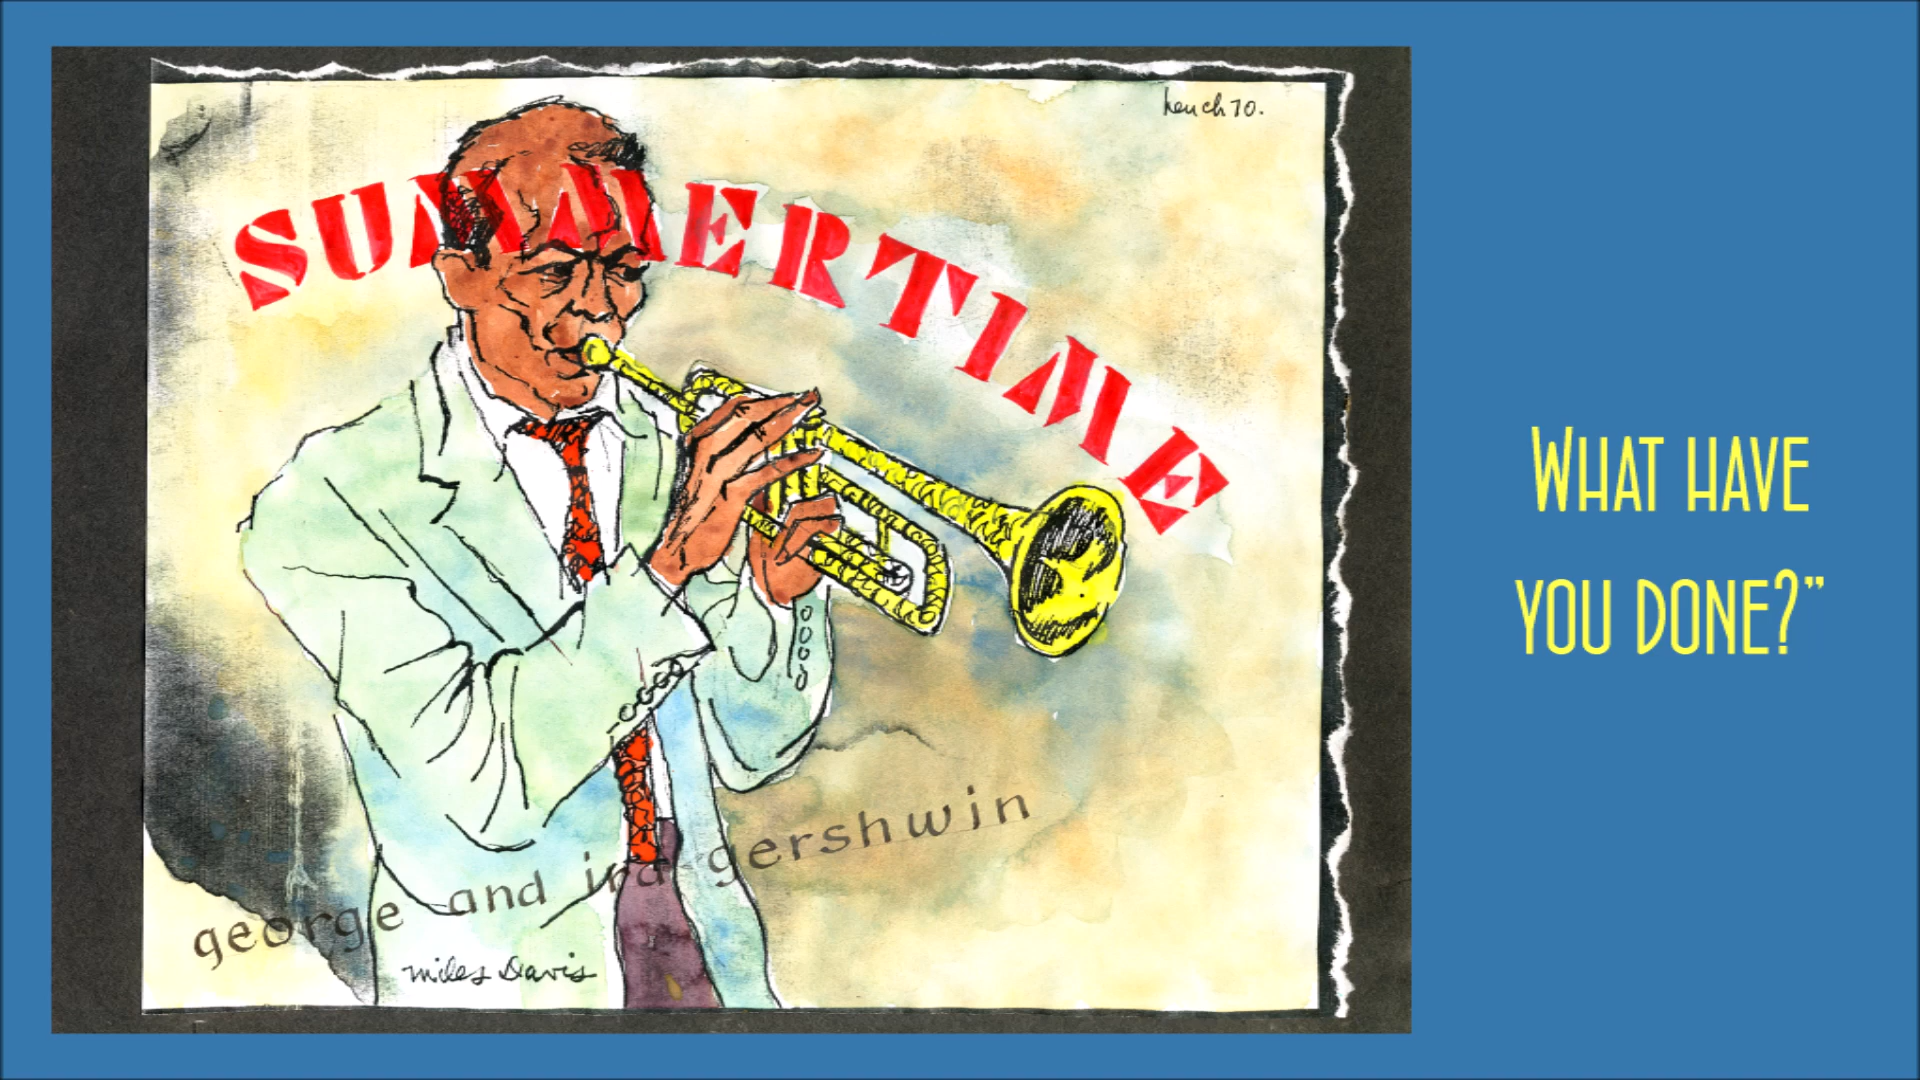 kench 70.
SUMMERTIME
george and ira gershwin
miles Davis
WHAT HAVE
YOU DONE?”